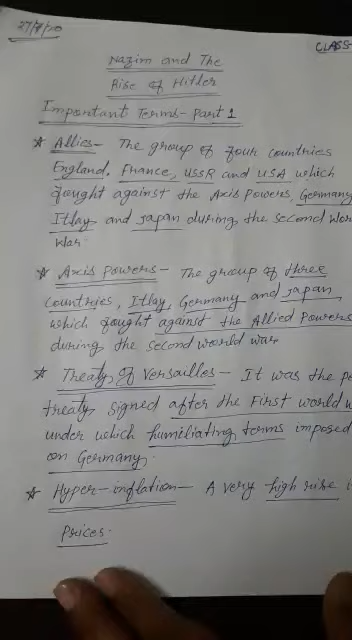 27/7/20
CLASS-
Nazism and The
Rise of Hitler
Important Terms- Part 1
☆ Allies- The group of four countries
England, France, USSR and USA which
fought against the Axis Powers, Germany
Itlay and Japan during the second Wor
War.
☆ Axis Powers- The group of three
countries, Itlay, Germany and Japan,
which fought against the Allied Powers
during the second world war
☆ Treaty of Versailles- It was the pe
treaty signed after the First world w
under which humiliating terms imposed
on Germany.
☆ Hyper-inflation- A very high rise i
Prices.